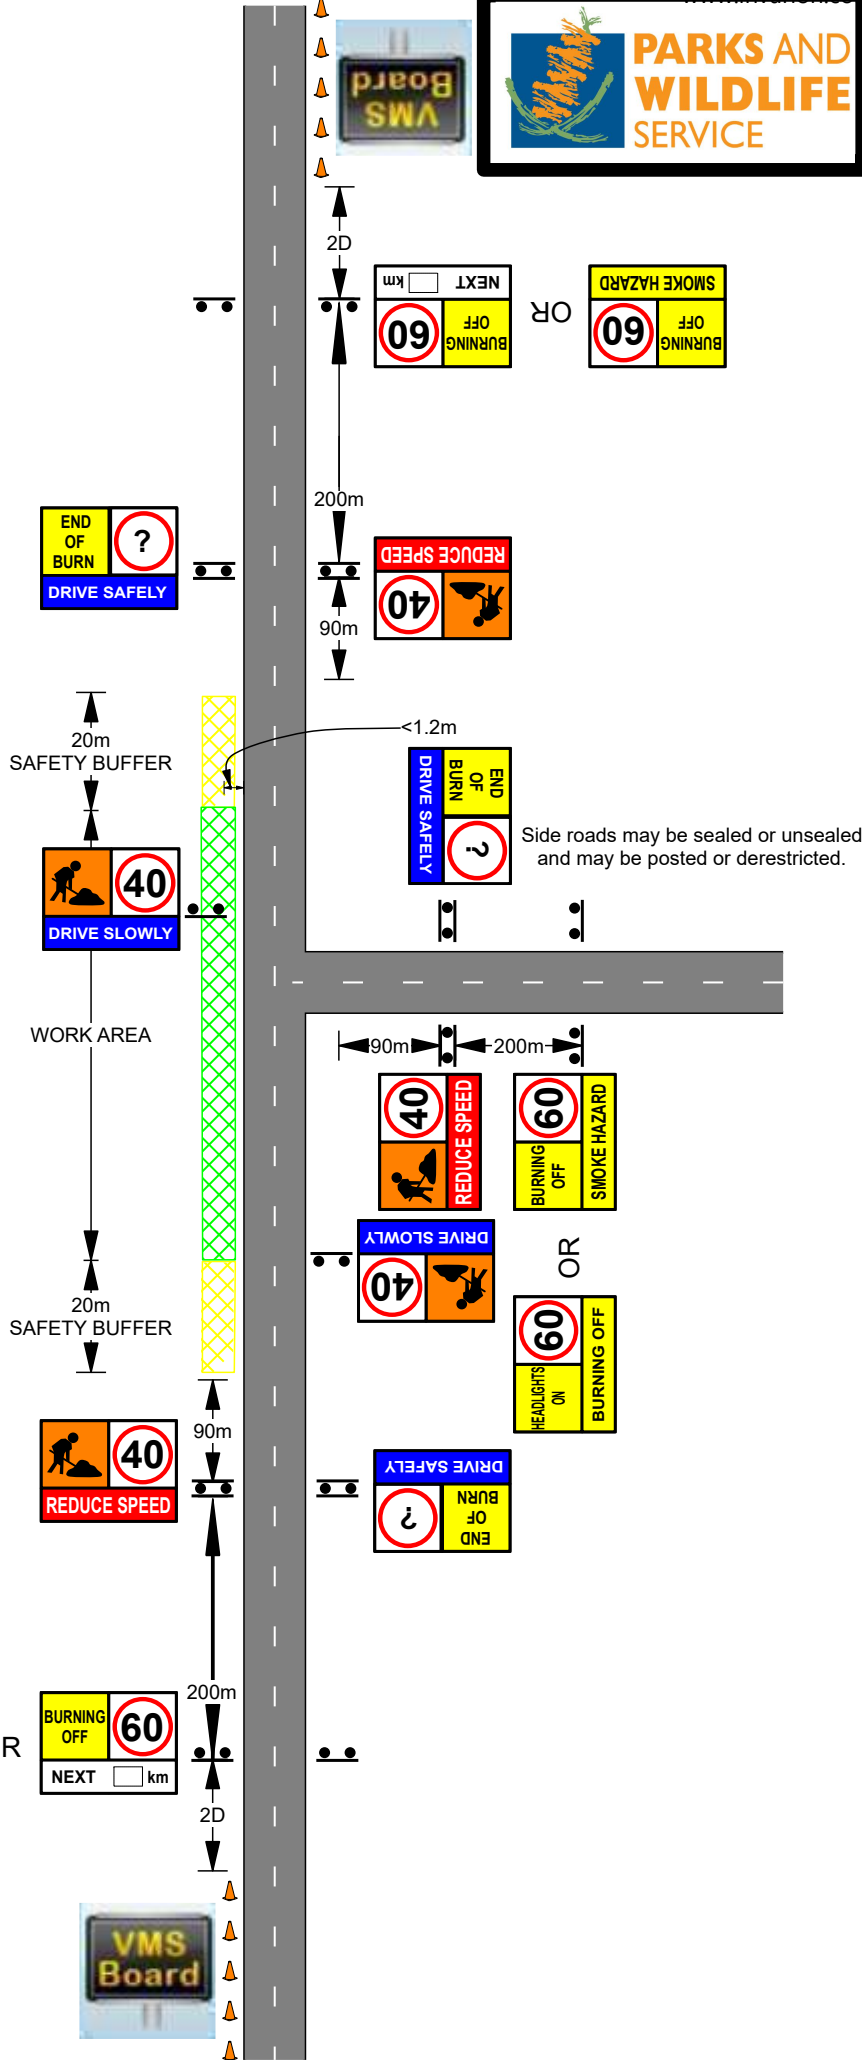 PARKS AND
WILDLIFE
SERVICE
VMS
Board
2D
NEXT km
60
BURNING
OFF
OR
SMOKE HAZARD
60
BURNING
OFF
200m
END
OF
BURN
?
DRIVE SAFELY
REDUCE SPEED
40
90m
20m
SAFETY BUFFER
<1.2m
END
OF
BURN
?
DRIVE SAFELY
Side roads may be sealed or unsealed
and may be posted or derestricted.
40
DRIVE SLOWLY
WORK AREA
90m
200m
40
REDUCE SPEED
60
BURNING
OFF
SMOKE HAZARD
DRIVE SLOWLY
40
OR
20m
SAFETY BUFFER
60
HEADLIGHTS
ON
BURNING OFF
90m
40
REDUCE SPEED
DRIVE SAFELY
?
END
OF
BURN
200m
BURNING
OFF
60
NEXT km
R
2D
VMS
Board